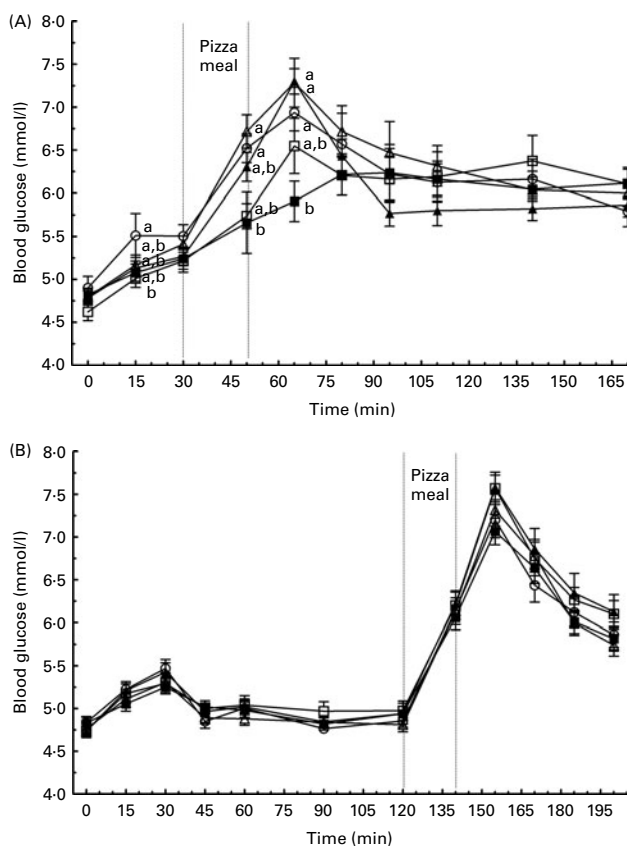 (A)
8·0
7·5
7·0
6·5
6·0
5·5
5·0
4·5
4·0
Blood glucose (mmol/l)
Pizza
meal
a
a
a
a
a
a
a,b
a,b
a
a,b
a,b
a,b
b
a,b
b
b
0 15 30 45 60 75 90 105 120 135 150 165
Time (min)
(B)
8·0
7·5
7·0
6·5
6·0
5·5
5·0
4·5
4·0
Blood glucose (mmol/l)
Pizza
meal
0 15 30 45 60 75 90 105 120 135 150 165 180 195
Time (min)